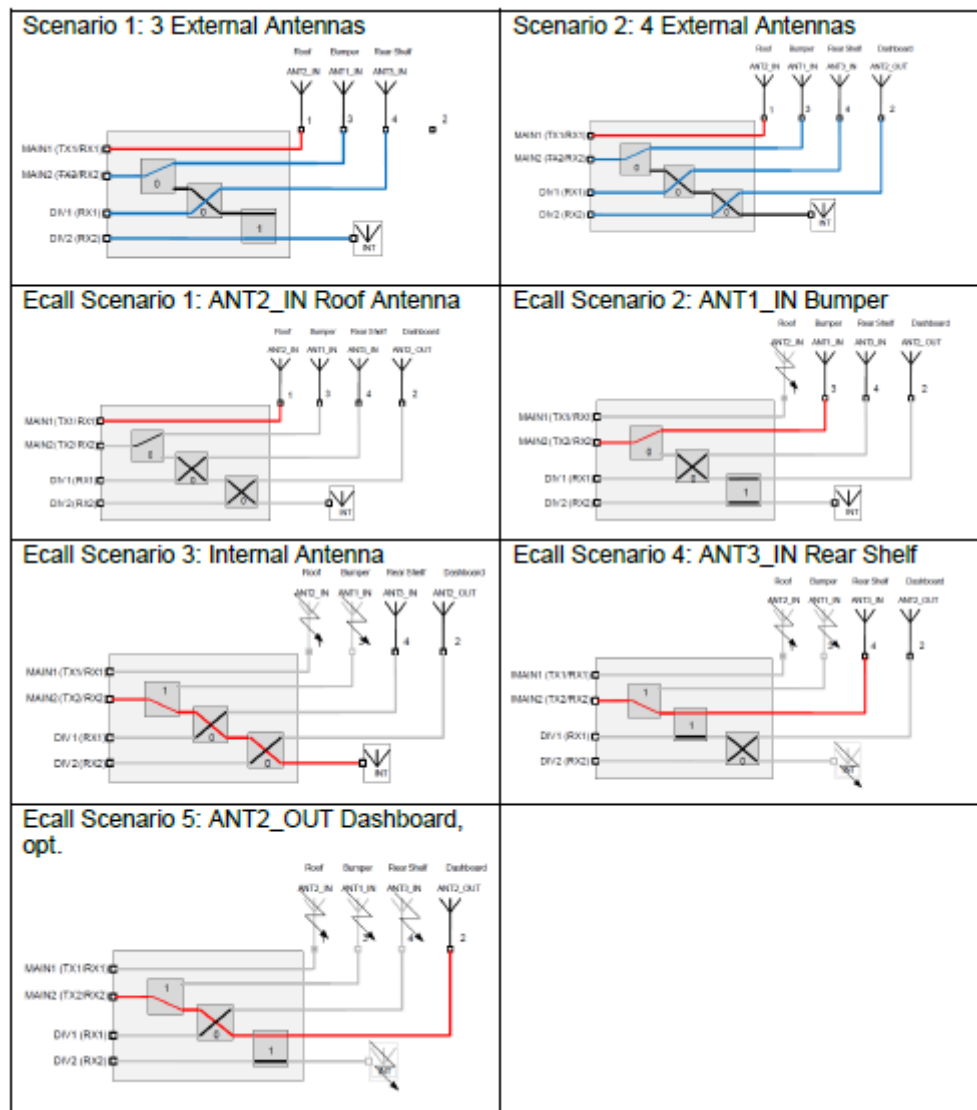 Scenario 1: 3 External Antennas
Roof Bumper Rear Shelf
ANT2_IN ANT1_IN ANT3_IN
1 3 4 2
MAIN1 (TX1/RX1)
MAIN2 (TX2/RX2)
0
DIV1 (RX1)
0
1
DIV2 (RX2)
INT
Scenario 2: 4 External Antennas
Roof Bumper Rear Shelf Dashboard
ANT2_IN ANT1_IN ANT3_IN ANT2_OUT
1 3 4 2
MAIN1 (TX1/RX1)
MAIN2 (TX2/RX2)
0
DIV1 (RX1)
0
DIV2 (RX2)
0
INT
Ecall Scenario 1: ANT2_IN Roof Antenna
Roof Bumper Rear Shelf Dashboard
ANT2_IN ANT1_IN ANT3_IN ANT2_OUT
1 3 4 2
MAIN1 (TX1/RX1)
MAIN2 (TX2/RX2)
0
0
DIV1 (RX1)
0
DIV2 (RX2)
INT
Ecall Scenario 2: ANT1_IN Bumper
Roof Bumper Rear Shelf Dashboard
ANT2_IN ANT1_IN ANT3_IN ANT2_OUT
3 4 2
MAIN1 (TX1/RX1)
MAIN2 (TX2/RX2)
0
0
DIV1 (RX1)
1
DIV2 (RX2)
INT
Ecall Scenario 3: Internal Antenna
Roof Bumper Rear Shelf Dashboard
ANT2_IN ANT1_IN ANT3_IN ANT2_OUT
4 2
MAIN1 (TX1/RX1)
1
MAIN2 (TX2/RX2)
DIV1 (RX1)
0
DIV2 (RX2)
0
INT
Ecall Scenario 4: ANT3_IN Rear Shelf
Roof Bumper Rear Shelf Dashboard
ANT2_IN ANT1_IN ANT3_IN ANT2_OUT
4 2
MAIN1 (TX1/RX1)
1
MAIN2 (TX2/RX2)
1
DIV1 (RX1)
DIV2 (RX2)
0
Ecall Scenario 5: ANT2_OUT Dashboard,
opt.
Roof Bumper Rear Shelf Dashboard
ANT2_IN ANT1_IN ANT3_IN ANT2_OUT
2
MAIN1 (TX1/RX1)
1
MAIN2 (TX2/RX2)
DIV1 (RX1)
0
1
DIV2 (RX2)